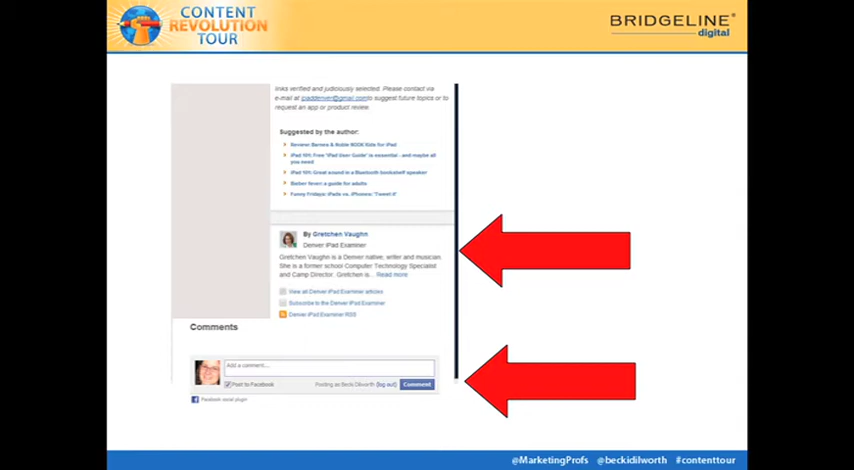 CONTENT
REVOLUTION
TOUR
BRIDGELINE®
digital
links verified and judiciously selected. Please contact via
e-mail at ipaddenver@gmail.com to suggest future topics or to
request an app or product review.
Suggested by the author:
Review: Barnes & Noble NOOK Kids for iPad
iPad 101: Free 'iPad User Guide' is essential - and maybe all
you need
iPad 101: Great sound in a Bluetooth bookshelf speaker
Bieber fever: a guide for adults
Funny Fridays: iPads vs. iPhones: 'Tweet it'
By Gretchen Vaughn
Denver iPad Examiner
Gretchen Vaughn is a Denver native, writer and musician.
She is a former school Computer Technology Specialist
and Camp Director. Gretchen is... Read more
View all Denver iPad Examiner articles
Subscribe to the Denver iPad Examiner
Denver iPad Examiner RSS
Comments
Add a comment...
Post to Facebook
Posting as Becki Dilworth (log out)
Comment
Facebook social plugin
@MarketingProfs @beckidilworth #contenttour